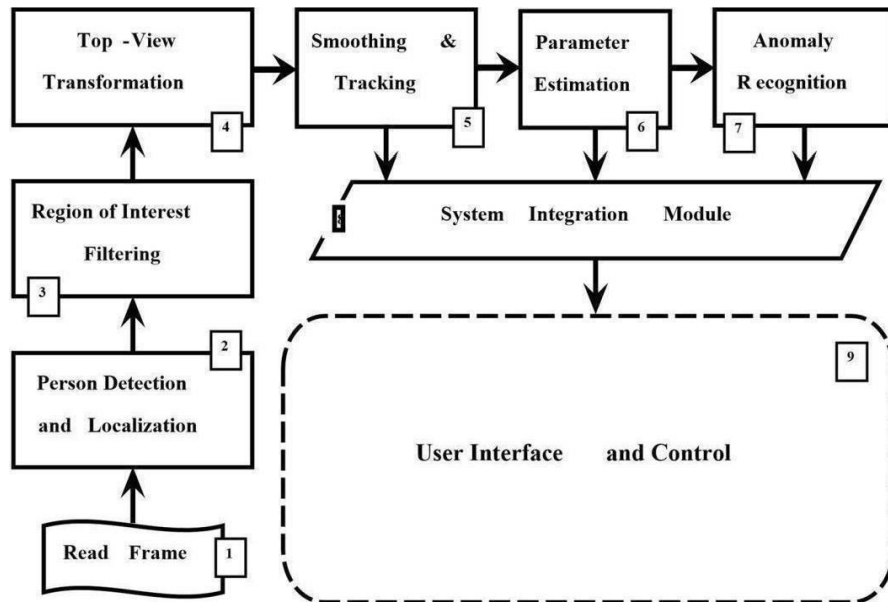 Top -View
Transformation
4
Smoothing &
Tracking
5
Parameter
Estimation
6
Anomaly
R ecognition
7
Region of Interest
Filtering
3
System Integration Module
2
Person Detection
and Localization
9
User Interface and Control
Read Frame
1